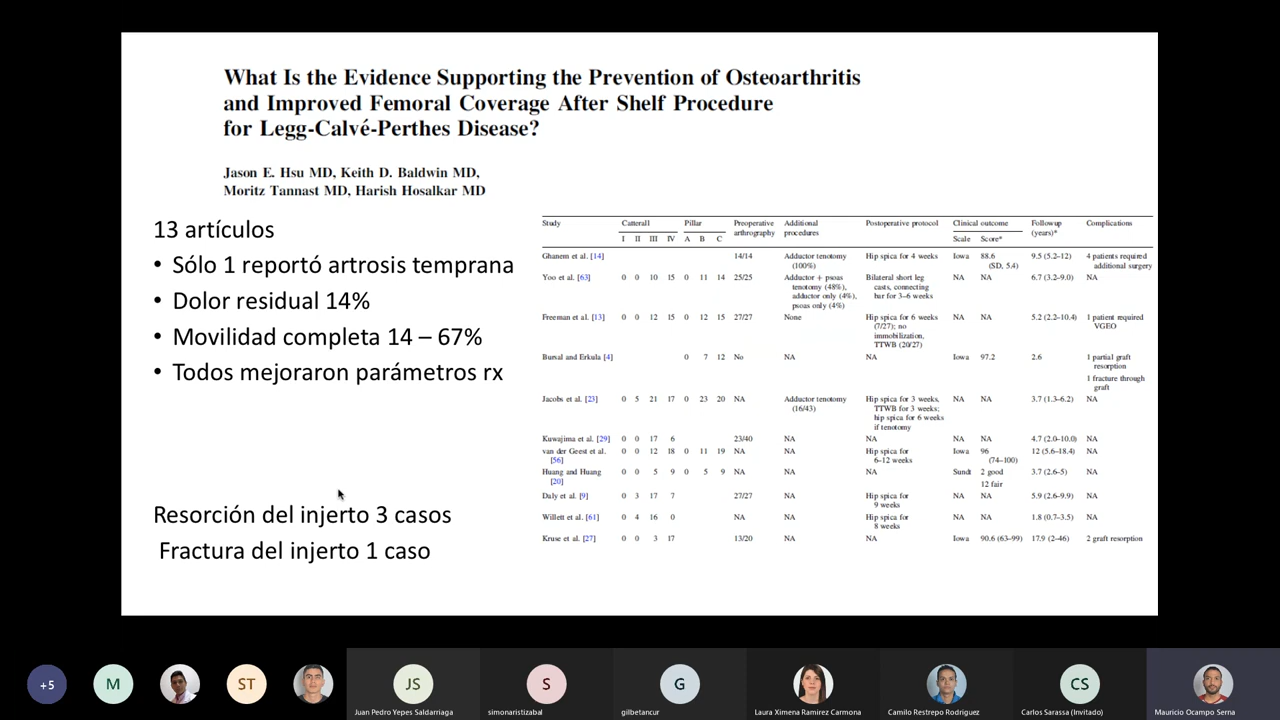 What Is the Evidence Supporting the Prevention of Osteoarthritis
and Improved Femoral Coverage After Shelf Procedure
for Legg-Calvé-Perthes Disease?
Jason E. Hsu MD, Keith D. Baldwin MD,
Moritz Tannast MD, Harish Hosalkar MD
13 artículos
• Sólo 1 reportó artrosis temprana
• Dolor residual 14%
• Movilidad completa 14 – 67%
• Todos mejoraron parámetros rx
Resorción del injerto 3 casos
Fractura del injerto 1 caso
Study Catterall Pillar Preoperative Additional Postoperative protocol Clinical outcome Followup Complications
arthrography procedures (years)*
I II III IV A B C Scale Score*
Ghanem et al. [14] 14/14 Adductor tenotomy Hip spica for 4 weeks Iowa 88.6 9.5 (5.2–12) 4 patients required
(100%) (SD, 5.4) additional surgery
Yoo et al. [63] 0 0 10 15 0 11 14 25/25 Adductor + psoas Bilateral short leg NA NA 6.7 (3.2–9.0) NA
tenotomy (48%), casts, connecting
adductor only (4%), bar for 3–6 weeks
psoas only (4%)
Freeman et al. [13] 0 0 12 15 0 12 15 27/27 None Hip spica for 6 weeks NA NA 5.2 (2.2–10.4) 1 patient required
(7/27); no VGEO
immobilization,
TTWB (20/27)
Bursal and Erkula [4] 0 7 12 No NA NA Iowa 97.2 2.6 1 partial graft
resorption
1 fracture through
graft
Jacobs et al. [23] 0 5 21 17 0 23 20 NA Adductor tenotomy Hip spica for 3 weeks, NA NA 3.7 (1.3–6.2) NA
(16/43) TTWB for 3 weeks;
hip spica for 6 weeks
if tenotomy
Kuwajima et al. [29] 0 0 17 6 23/40 NA NA NA NA 4.7 (2.0–10.0) NA
van der Geest et al. 0 0 12 18 0 11 19 NA NA Hip spica for Iowa 96 12 (5.6–18.4) NA
[56] 6–12 weeks (74–100)
Huang and Huang 0 0 5 9 0 5 9 NA NA NA Sundt 2 good 3.7 (2.6–5) NA
[20] 12 fair
Daly et al. [9] 0 3 17 7 27/27 NA Hip spica for NA NA 5.9 (2.6–9.9) NA
9 weeks
Willett et al. [61] 0 4 16 0 NA NA Hip spica for NA NA 1.8 (0.7–3.5) NA
8 weeks
Kruse et al. [27] 0 0 3 17 13/20 NA NA Iowa 90.6 (63–99) 17.9 (2–46) 2 graft resorption
+5
M
ST
JS
S
G
CS
Juan Pedro Yepes Saldarriaga
simonaristizabal
gilbetancur
Laura Ximena Ramirez Carmona
Camilo Restrepo Rodriguez
Carlos Sarassa (Invitado)
Mauricio Ocampo Serna